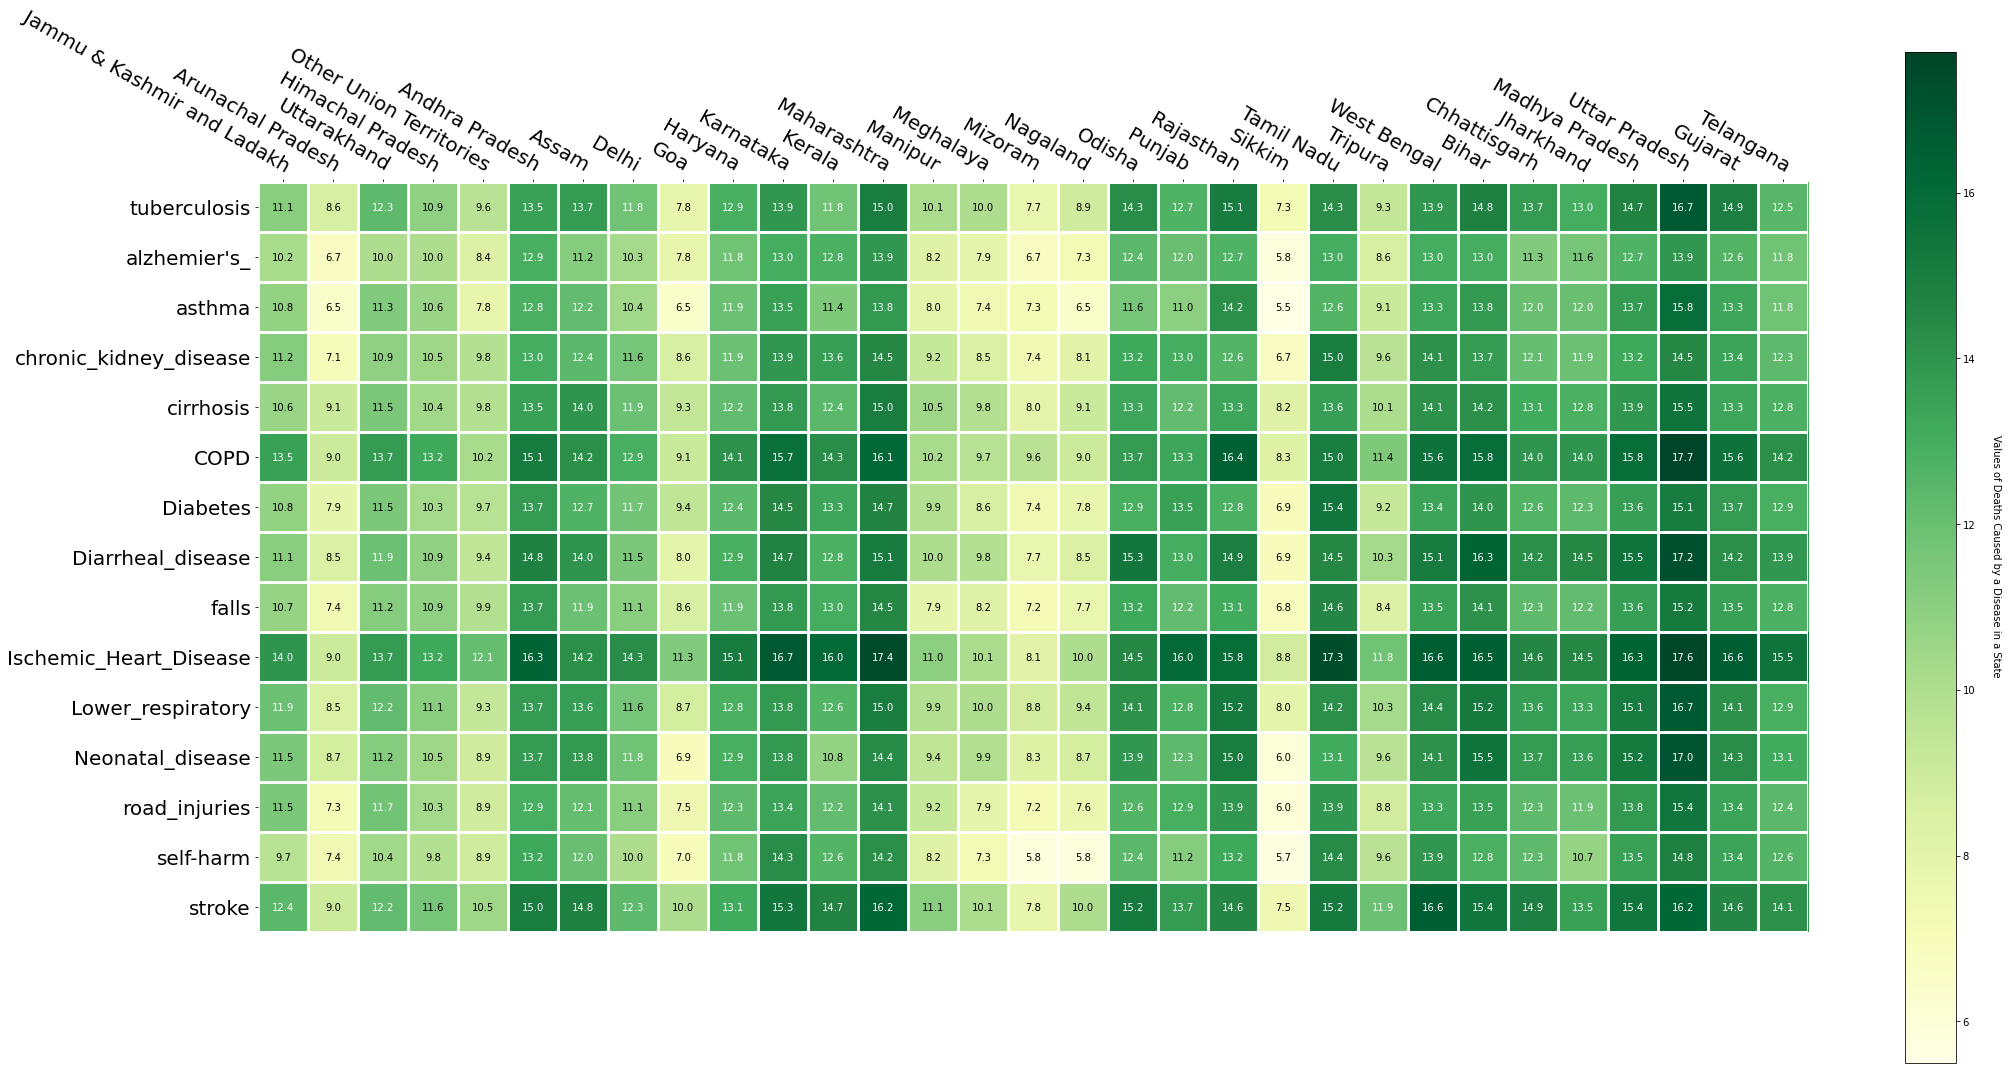 Jammu & Kashmir and Ladakh
Arunachal Pradesh
Uttarakhand
Himachal Pradesh
Other Union Territories
Andhra Pradesh
Assam
Delhi
Goa
Haryana
Karnataka
Kerala
Maharashtra
Manipur
Meghalaya
Mizoram
Nagaland
Odisha
Punjab
Rajasthan
Sikkim
Tamil Nadu
Tripura
West Bengal
Bihar
Chhattisgarh
Jharkhand
Madhya Pradesh
Uttar Pradesh
Gujarat
Telangana
tuberculosis 11.1 8.6 12.3 10.9 9.6 13.5 13.7 11.8 7.8 12.9 13.9 11.8 15.0 10.1 10.0 7.7 8.9 14.3 12.7 15.1 7.3 14.3 9.3 13.9 14.8 13.7 13.0 14.7 16.7 14.9 12.5
alzhemier's_ 10.2 6.7 10.0 10.0 8.4 12.9 11.2 10.3 7.8 11.8 13.0 12.8 13.9 8.2 7.9 6.7 7.3 12.4 12.0 12.7 5.8 13.0 8.6 13.0 13.0 11.3 11.6 12.7 13.9 12.6 11.8
asthma 10.8 6.5 11.3 10.6 7.8 12.8 12.2 10.4 6.5 11.9 13.5 11.4 13.8 8.0 7.4 7.3 6.5 11.6 11.0 14.2 5.5 12.6 9.1 13.3 13.8 12.0 12.0 13.7 15.8 13.3 11.8
chronic_kidney_disease 11.2 7.1 10.9 10.5 9.8 13.0 12.4 11.6 8.6 11.9 13.9 13.6 14.5 9.2 8.5 7.4 8.1 13.2 13.0 12.6 6.7 15.0 9.6 14.1 13.7 12.1 11.9 13.2 14.5 13.4 12.3
cirrhosis 10.6 9.1 11.5 10.4 9.8 13.5 14.0 11.9 9.3 12.2 13.8 12.4 15.0 10.5 9.8 8.0 9.1 13.3 12.2 13.3 8.2 13.6 10.1 14.1 14.2 13.1 12.8 13.9 15.5 13.3 12.8
COPD 13.5 9.0 13.7 13.2 10.2 15.1 14.2 12.9 9.1 14.1 15.7 14.3 16.1 10.2 9.7 9.6 9.0 13.7 13.3 16.4 8.3 15.0 11.4 15.6 15.8 14.0 14.0 15.8 17.7 15.6 14.2
Diabetes 10.8 7.9 11.5 10.3 9.7 13.7 12.7 11.7 9.4 12.4 14.5 13.3 14.7 9.9 8.6 7.4 7.8 12.9 13.5 12.8 6.9 15.4 9.2 13.4 14.0 12.6 12.3 13.6 15.1 13.7 12.9
Diarrheal_disease 11.1 8.5 11.9 10.9 9.4 14.8 14.0 11.5 8.0 12.9 14.7 12.8 15.1 10.0 9.8 7.7 8.5 15.3 13.0 14.9 6.9 14.5 10.3 15.1 16.3 14.2 14.5 15.5 17.2 14.2 13.9
falls 10.7 7.4 11.2 10.9 9.9 13.7 11.9 11.1 8.6 11.9 13.8 13.0 14.5 7.9 8.2 7.2 7.7 13.2 12.2 13.1 6.8 14.6 8.4 13.5 14.1 12.3 12.2 13.6 15.2 13.5 12.8
Ischemic_Heart_Disease 14.0 9.0 13.7 13.2 12.1 16.3 14.2 14.3 11.3 15.1 16.7 16.0 17.4 11.0 10.1 8.1 10.0 14.5 16.0 15.8 8.8 17.3 11.8 16.6 16.5 14.6 14.5 16.3 17.6 16.6 15.5
Lower_respiratory 11.9 8.5 12.2 11.1 9.3 13.7 13.6 11.6 8.7 12.8 13.8 12.6 15.0 9.9 10.0 8.8 9.4 14.1 12.8 15.2 8.0 14.2 10.3 14.4 15.2 13.6 13.3 15.1 16.7 14.1 12.9
Neonatal_disease 11.5 8.7 11.2 10.5 8.9 13.7 13.8 11.8 6.9 12.9 13.8 10.8 14.4 9.4 9.9 8.3 8.7 13.9 12.3 15.0 6.0 13.1 9.6 14.1 15.5 13.7 13.6 15.2 17.0 14.3 13.1
road_injuries 11.5 7.3 11.7 10.3 8.9 12.9 12.1 11.1 7.5 12.3 13.4 12.2 14.1 9.2 7.9 7.2 7.6 12.6 12.9 13.9 6.0 13.9 8.8 13.3 13.5 12.3 11.9 13.8 15.4 13.4 12.4
self-harm 9.7 7.4 10.4 9.8 8.9 13.2 12.0 10.0 7.0 11.8 14.3 12.6 14.2 8.2 7.3 5.8 5.8 12.4 11.2 13.2 5.7 14.4 9.6 13.9 12.8 12.3 10.7 13.5 14.8 13.4 12.6
stroke 12.4 9.0 12.2 11.6 10.5 15.0 14.8 12.3 10.0 13.1 15.3 14.7 16.2 11.1 10.1 7.8 10.0 15.2 13.7 14.6 7.5 15.2 11.9 16.6 15.4 14.9 13.5 15.4 16.2 14.6 14.1
16
14
12
10
8
6
Values of Deaths Caused by a Disease in a State